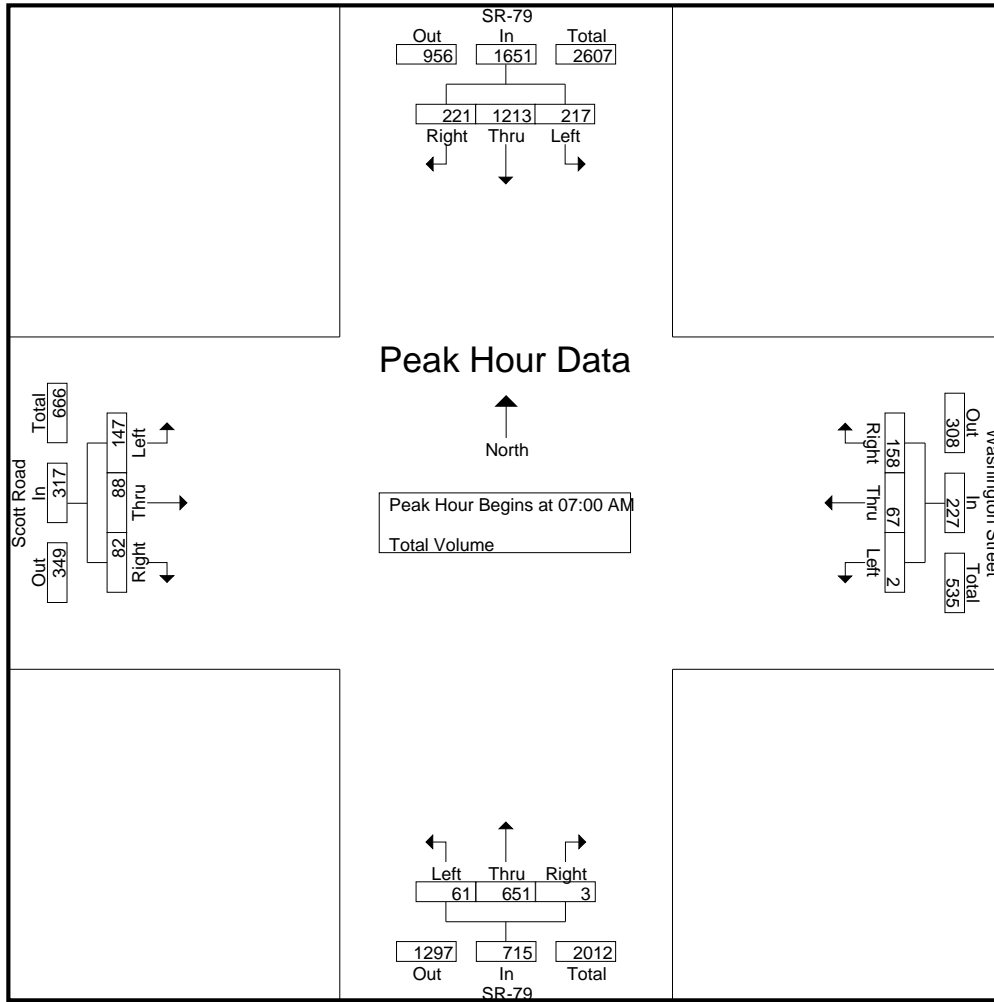 SR-79
Out In Total
956 1651 2607
221 1213 217
Right Thru Left
Peak Hour Data
North
Peak Hour Begins at 07:00 AM
Total Volume
Scott Road
Total In Out
666 317 349
147 88 82
Left Thru Right
Washington Street
Out In Total
308 227 535
Right Thru Left
158 67 2
Left Thru Right
61 651 3
1297 715 2012
Out In Total
SR-79